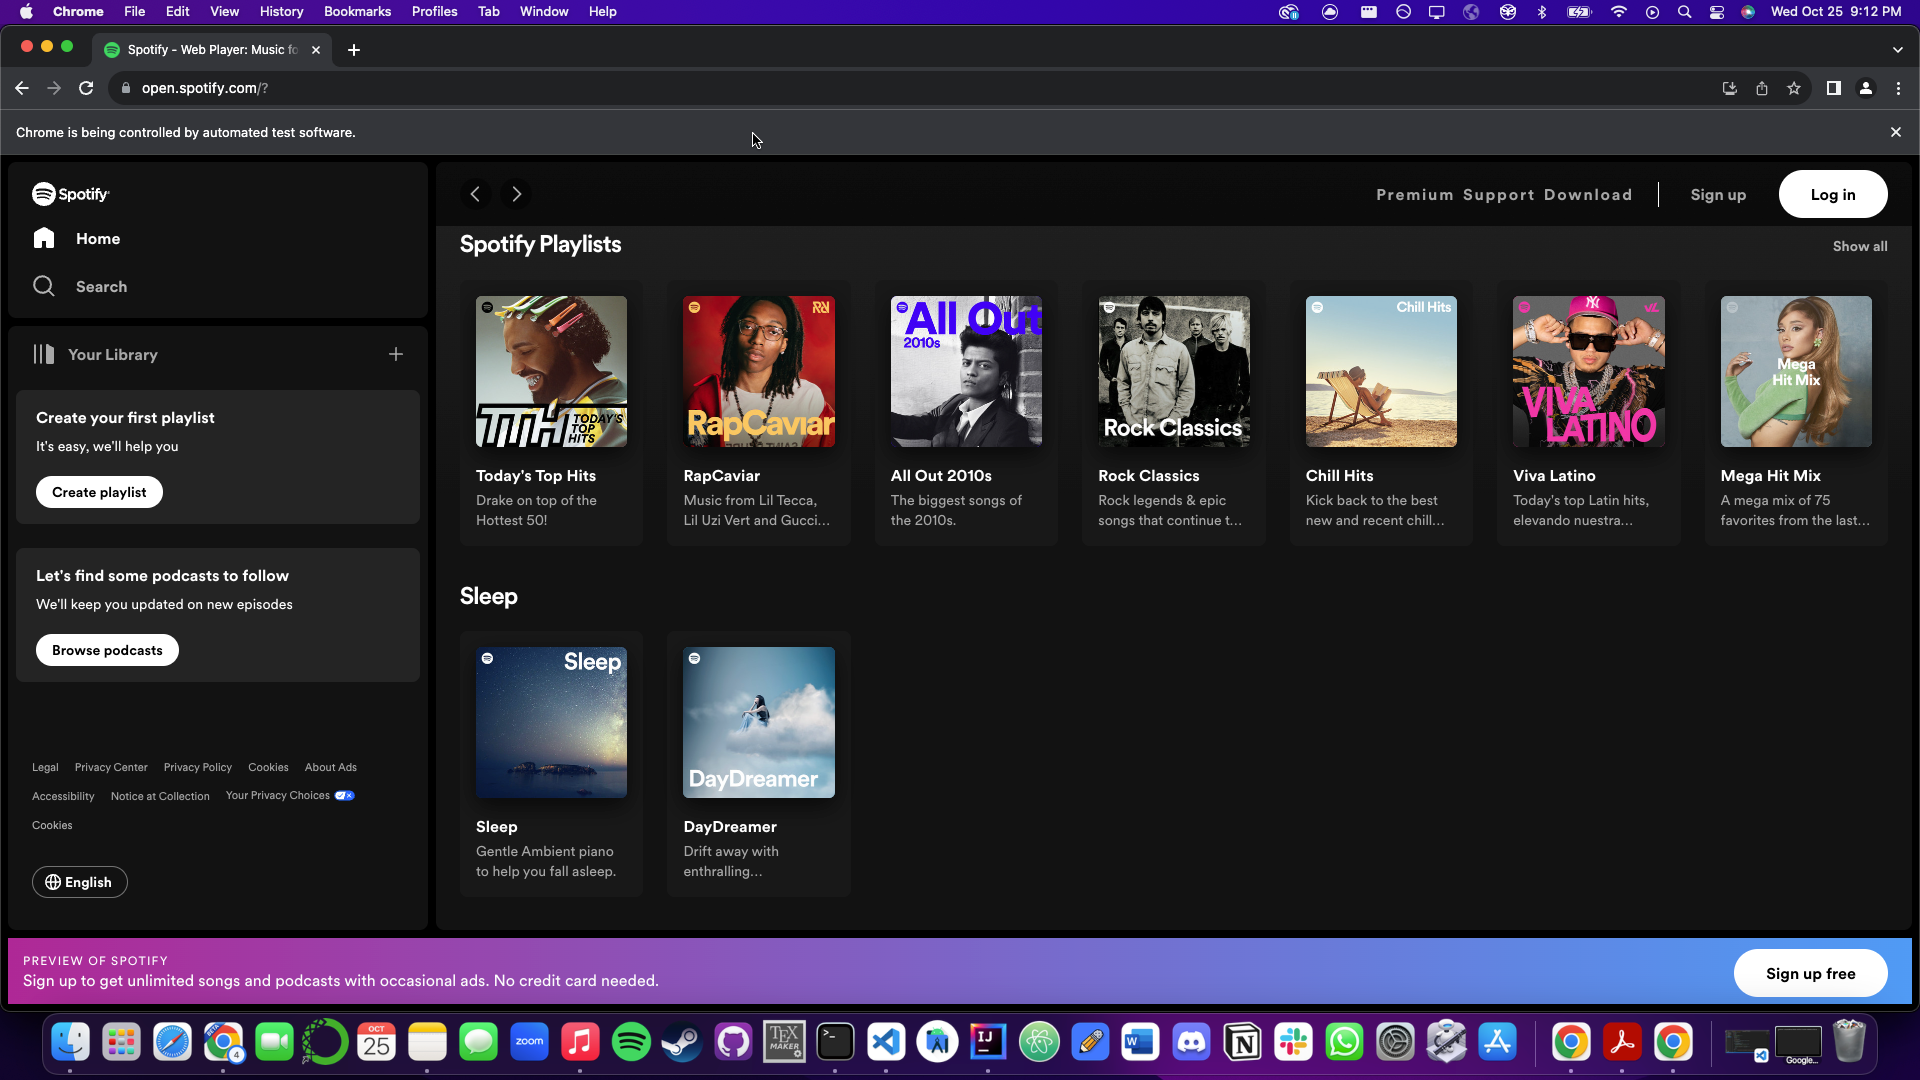 Chrome File Edit View History Bookmarks Profiles Tab Window Help
Wed Oct 25 9:12 PM
Spotify - Web Player: Music fo
open.spotify.com/?
Chrome is being controlled by automated test software.
Spotify
Home
Search
Your Library
Create your first playlist
It's easy, we'll help you
Create playlist
Let's find some podcasts to follow
We'll keep you updated on new episodes
Browse podcasts
Legal Privacy Center Privacy Policy Cookies About Ads
Accessibility Notice at Collection Your Privacy Choices
Cookies
English
Premium Support Download
Sign up
Log in
Spotify Playlists
Show all
TTH TODAY'S
TOP
HITS
RapCaviar
All Out
2010s
Rock Classics
Chill Hits
VIVA
LATINO
Mega
Hit Mix
Today's Top Hits
Drake on top of the
Hottest 50!
RapCaviar
Music from Lil Tecca,
Lil Uzi Vert and Gucci...
All Out 2010s
The biggest songs of
the 2010s.
Rock Classics
Rock legends & epic
songs that continue t...
Chill Hits
Kick back to the best
new and recent chill...
Viva Latino
Today's top Latin hits,
elevando nuestra...
Mega Hit Mix
A mega mix of 75
favorites from the last...
Sleep
Sleep
DayDreamer
Sleep
Gentle Ambient piano
to help you fall asleep.
DayDreamer
Drift away with
enthralling...
PREVIEW OF SPOTIFY
Sign up to get unlimited songs and podcasts with occasional ads. No credit card needed.
Sign up free
BETA
4
OCT
25
zoom
TEX
MAKER
IJ
W
Google...